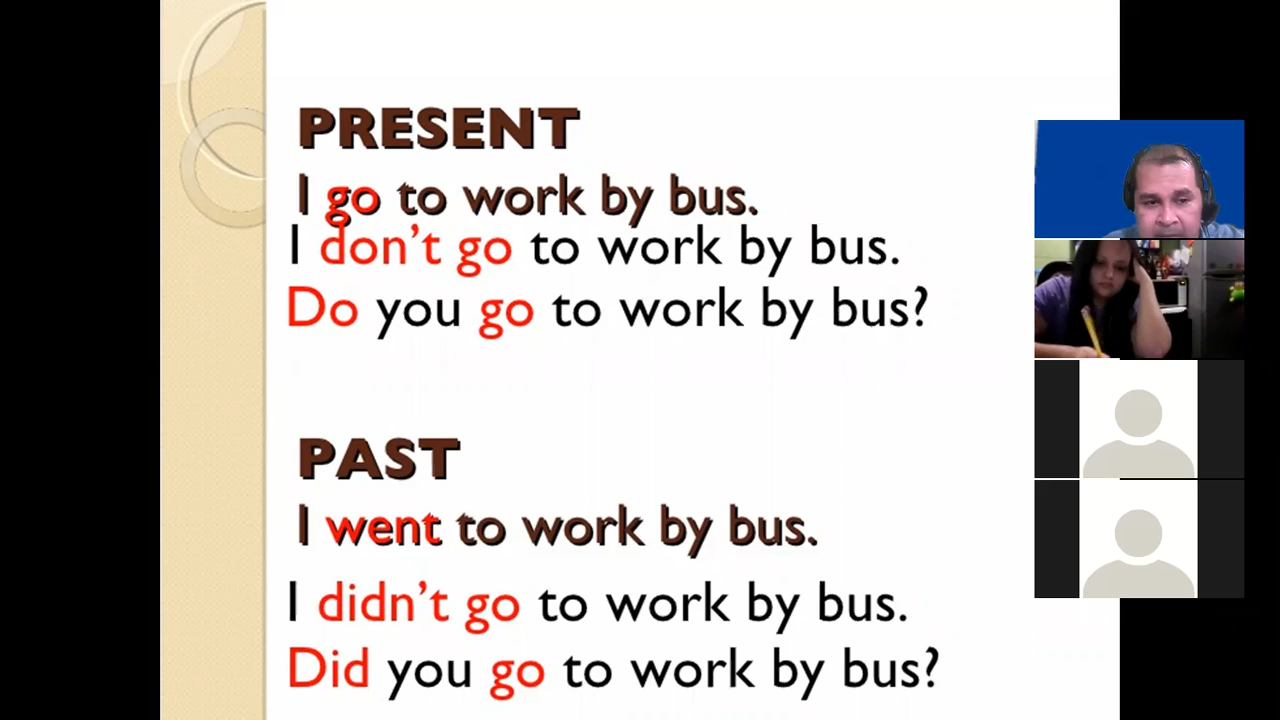 PRESENT
I go to work by bus.
I don't go to work by bus.
Do you go to work by bus?
PAST
I went to work by bus.
I didn't go to work by bus.
Did you go to work by bus?